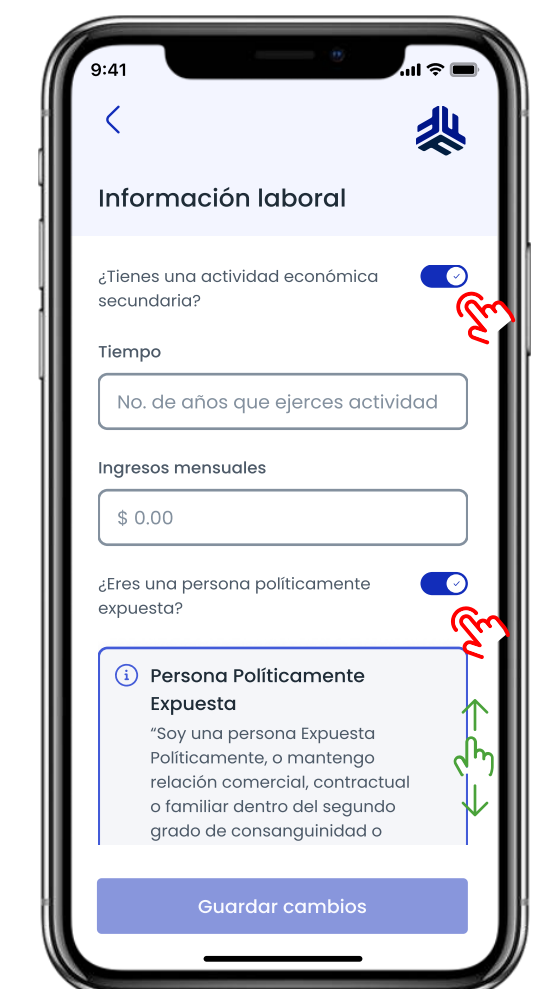 9:41
Información laboral
¿Tienes una actividad económica
secundaria?
Tiempo
No. de años que ejerces actividad
Ingresos mensuales
$ 0.00
¿Eres una persona políticamente
expuesta?
Persona Políticamente
Expuesta
“Soy una persona Expuesta
Políticamente, o mantengo
relación comercial, contractual
o familiar dentro del segundo
grado de consanguinidad o
Guardar cambios